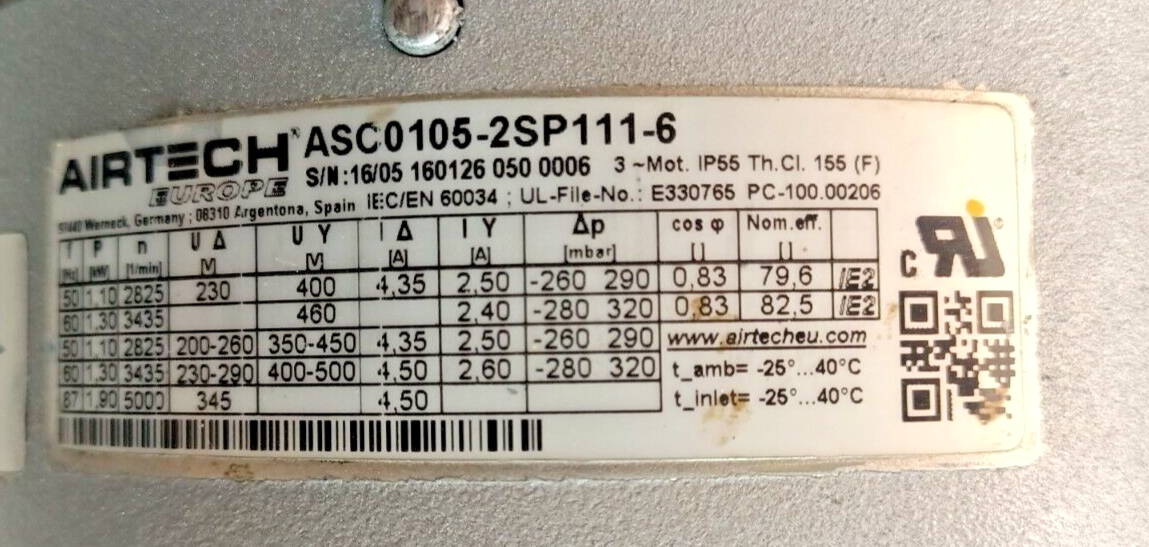 AIRTECH® ASC0105-2SP111-6
EUROPE S/N:16/05 160126 050 0006 3 ~Mot. IP55 Th.Cl. 155 (F)
97440 Werneck, Germany ; 08310 Argentona, Spain IEC/EN 60034 ; UL-File-No.: E330765 PC-100.00206
f P n U Δ U Y I Δ I Y Δp cos φ Nom.eff.
[Hz] [kW] [1/min] [V] [V] [A] [A] [mbar] [] []
50 1.10 2825 230 400 4,35 2,50 -260 290 0,83 79,6 IE2
60 1.30 3435 460 2,40 -280 320 0,83 82,5 IE2
50 1.10 2825 200-260 350-450 4,35 2,50 -260 290 www.airtecheu.com
60 1.30 3435 230-290 400-500 4,50 2,60 -280 320 t_amb= -25°...40°C
87 1.90 5000 345 4,50 t_inlet= -25°...40°C
c RU®